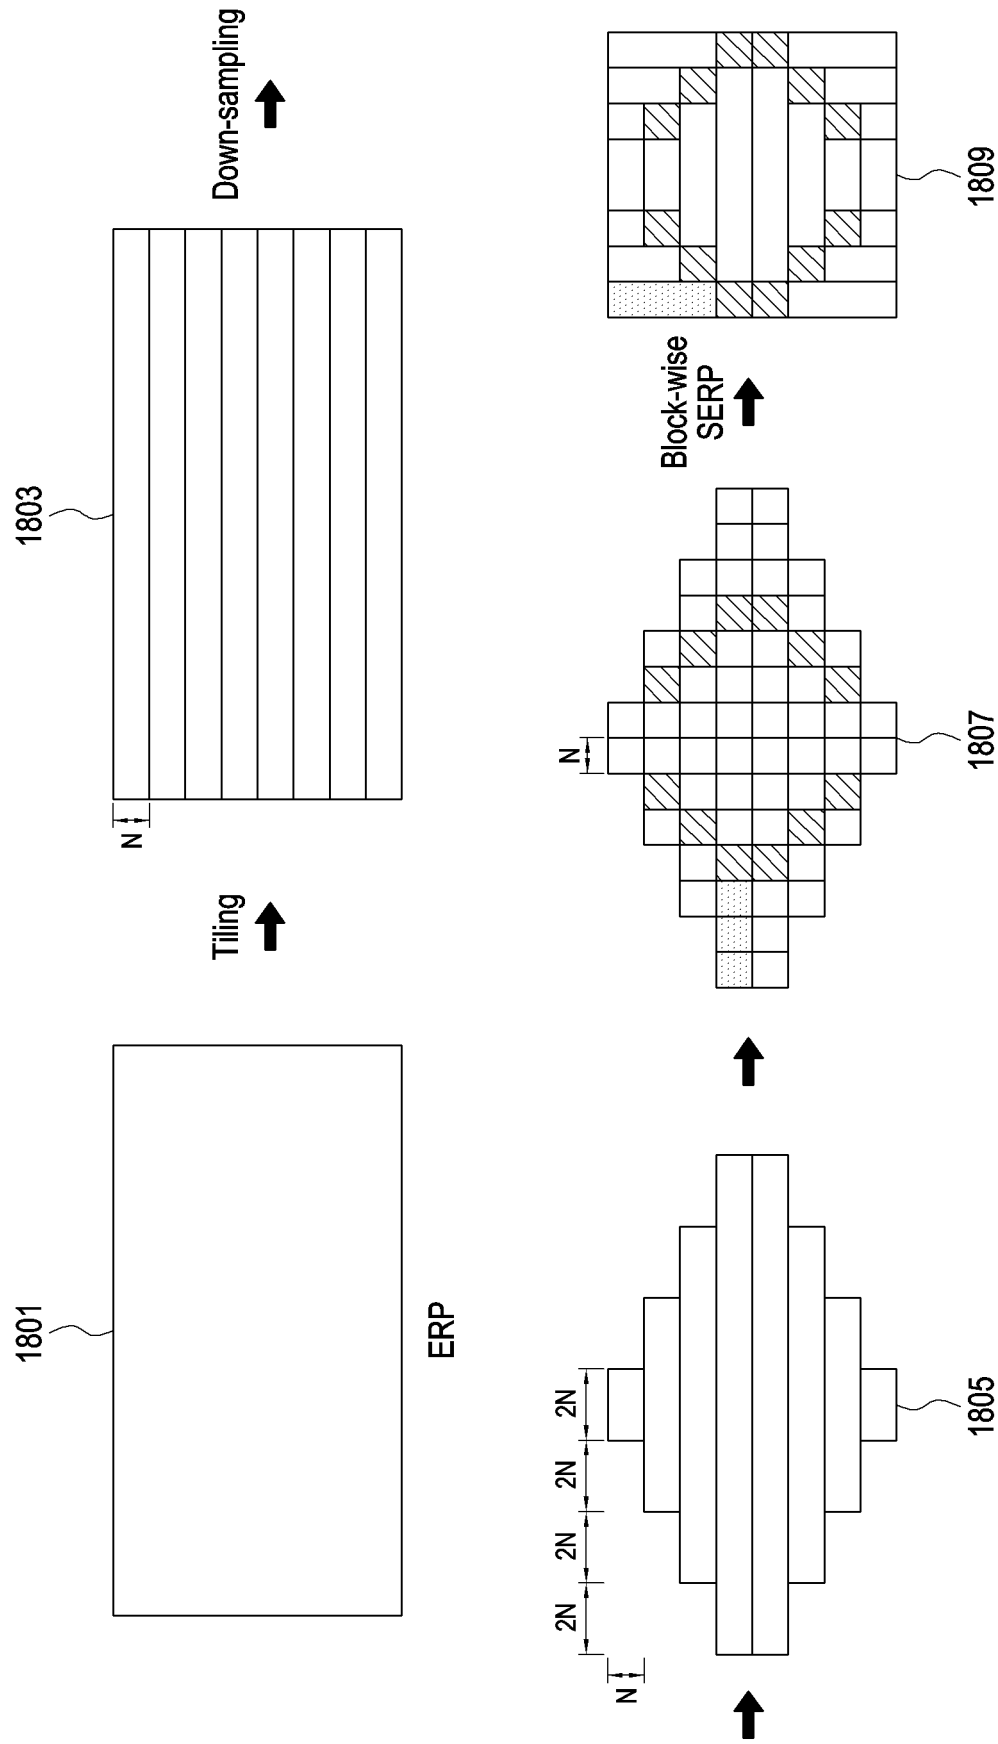 1801
ERP
Tiling
1803
N
Down-sampling
N
2N
2N
2N
2N
1805
N
1807
Block-wise
SERP
1809